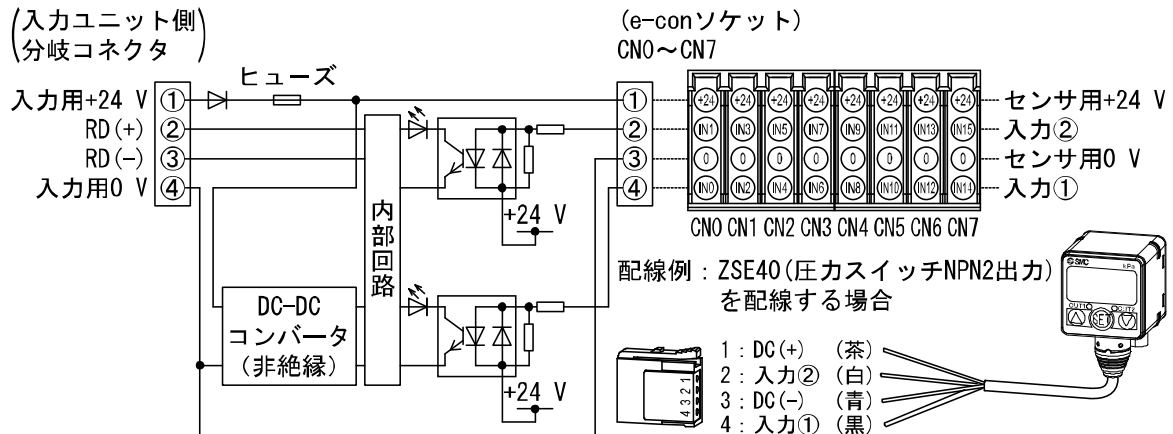 (入力ユニット側)
(分岐コネクタ)
ヒューズ
入力用+24 V ①
RD(+) ②
RD(-) ③
入力用0 V ④
内部回路
DC-DC
コンバータ
(非絶縁)
+24 V
+24 V
(e-conソケット)
CN0～CN7
① +24 +24 +24 +24 +24 +24 +24 +24 センサ用+24 V
② IN1 IN3 IN5 IN7 IN9 IN11 IN13 IN15 入力②
③ 0 0 0 0 0 0 0 0 センサ用0 V
④ IN0 IN2 IN4 IN6 IN8 IN10 IN12 IN14 入力①
CN0 CN1 CN2 CN3 CN4 CN5 CN6 CN7
配線例：ZSE40(圧力スイッチNPN2出力)
を配線する場合
SMC
kPa
OUT1 OUT2
SET
4 3 2 1
1：DC(+) (茶)
2：入力② (白)
3：DC(-) (青)
4：入力① (黒)